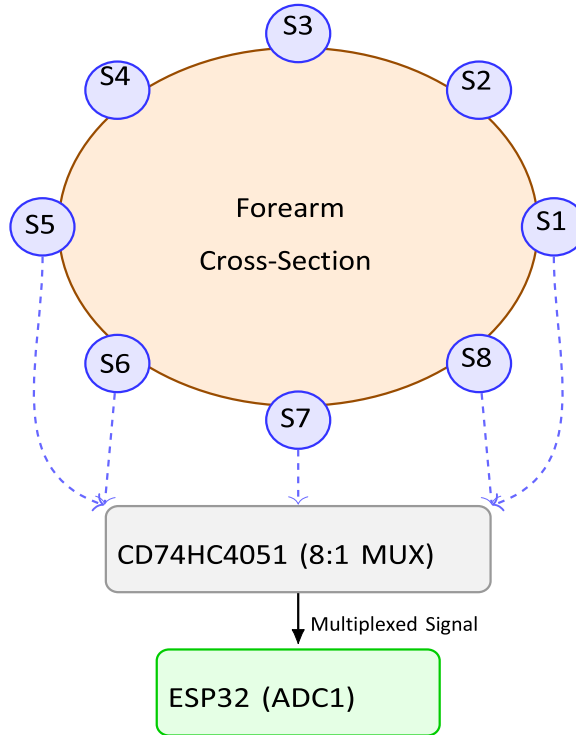 S3
S4
S2
Forearm
S5
S1
Cross-Section
S6
S8
S7
CD74HC4051 (8:1 MUX)
Multiplexed Signal
ESP32 (ADC1)